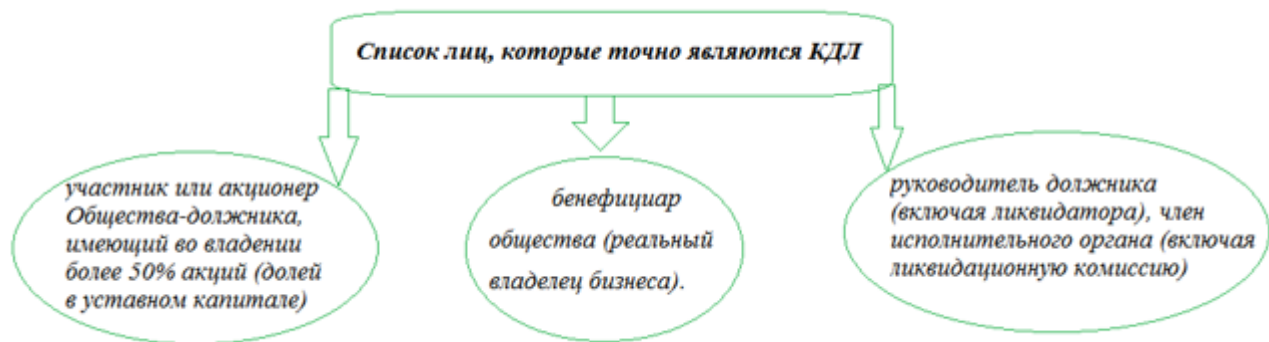 Список лиц, которые точно являются КДЛ
участник или акционер
Общества-должника,
имеющий во владении
более 50% акций (долей
в уставном капитале)
бенефициар
общества (реальный
владелец бизнеса).
руководитель должника
(включая ликвидатора), член
исполнительного органа (включая
ликвидационную комиссию)